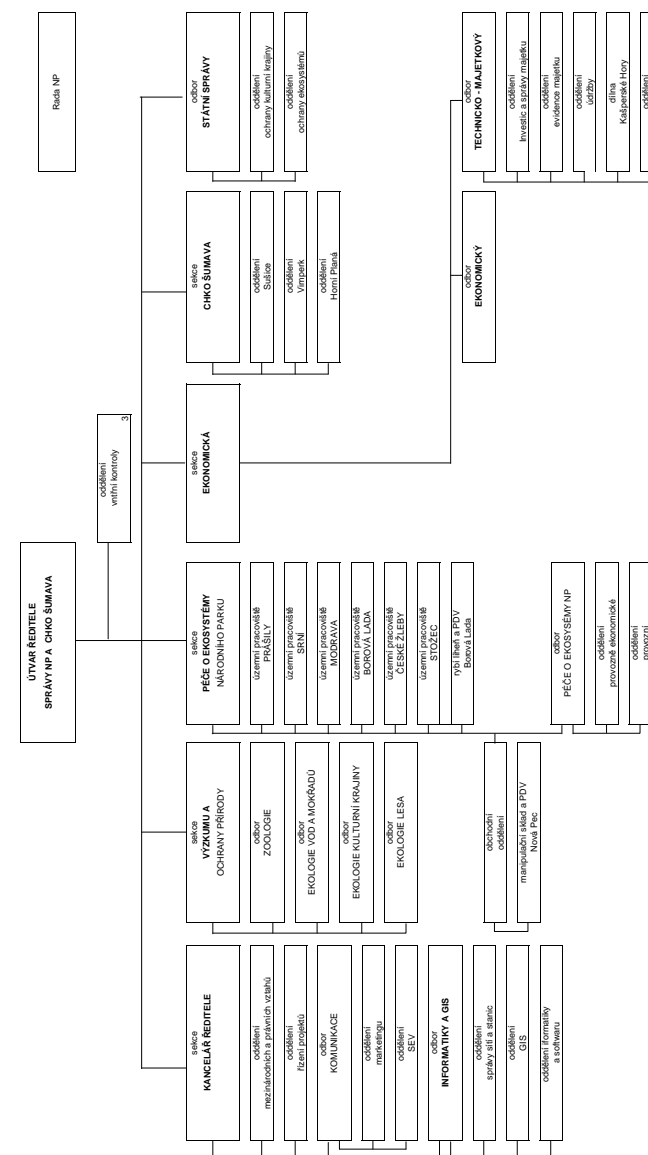 ÚTVAR ŘEDITELE
SPRÁVY NP A CHKO ŠUMAVA
Rada NP
oddělení
vntřní kontroly
3
sekce
KANCELÁŘ ŘEDITELE
oddělení
mezinárodních a právních vztahů
oddělení
řízení projektů
odbor
KOMUNIKACE
oddělení
marketingu
oddělení
SEV
odbor
INFORMATIKY A GIS
oddělení
správy sítí a stanic
oddělení
GIS
oddělení iformatiky
a softwaru
sekce
VÝZKUMU A
OCHRANY PŘÍRODY
odbor
ZOOLOGIE
odbor
EKOLOGIE VOD A MOKŘADŮ
odbor
EKOLOGIE KULTURNÍ KRAJINY
odbor
EKOLOGIE LESA
obchodní
oddělení
manipulační sklad a PDV
Nová Pec
sekce
PÉČE O EKOSYSTÉMY
NÁRODNÍHO PARKU
územní pracoviště
PRÁŠILY
územní pracoviště
SRNÍ
územní pracoviště
MODRAVA
územní pracoviště
BOROVÁ LADA
územní pracoviště
ČESKÉ ŽLEBY
územní pracoviště
STOŽEC
rybí líheň a PDV
Borová Lada
odbor
PÉČE O EKOSYSÉMY NP
oddělení
provozně ekonomické
oddělení
provozní
sekce
EKONOMICKÁ
sekce
CHKO ŠUMAVA
oddělení
Sušice
oddělení
Vimperk
oddělení
Horní Planá
odbor
EKONOMICKÝ
odbor
STÁTNÍ SPRÁVY
oddělení
ochrany kulturní krajiny
oddělení
ochrany ekosystémů
odbor
TECHNICKO - MAJETKOVÝ
oddělení
Investic a správy majetku
oddělení
evidence majetku
oddělení
údržby
dílna
Kašperské Hory
oddělení